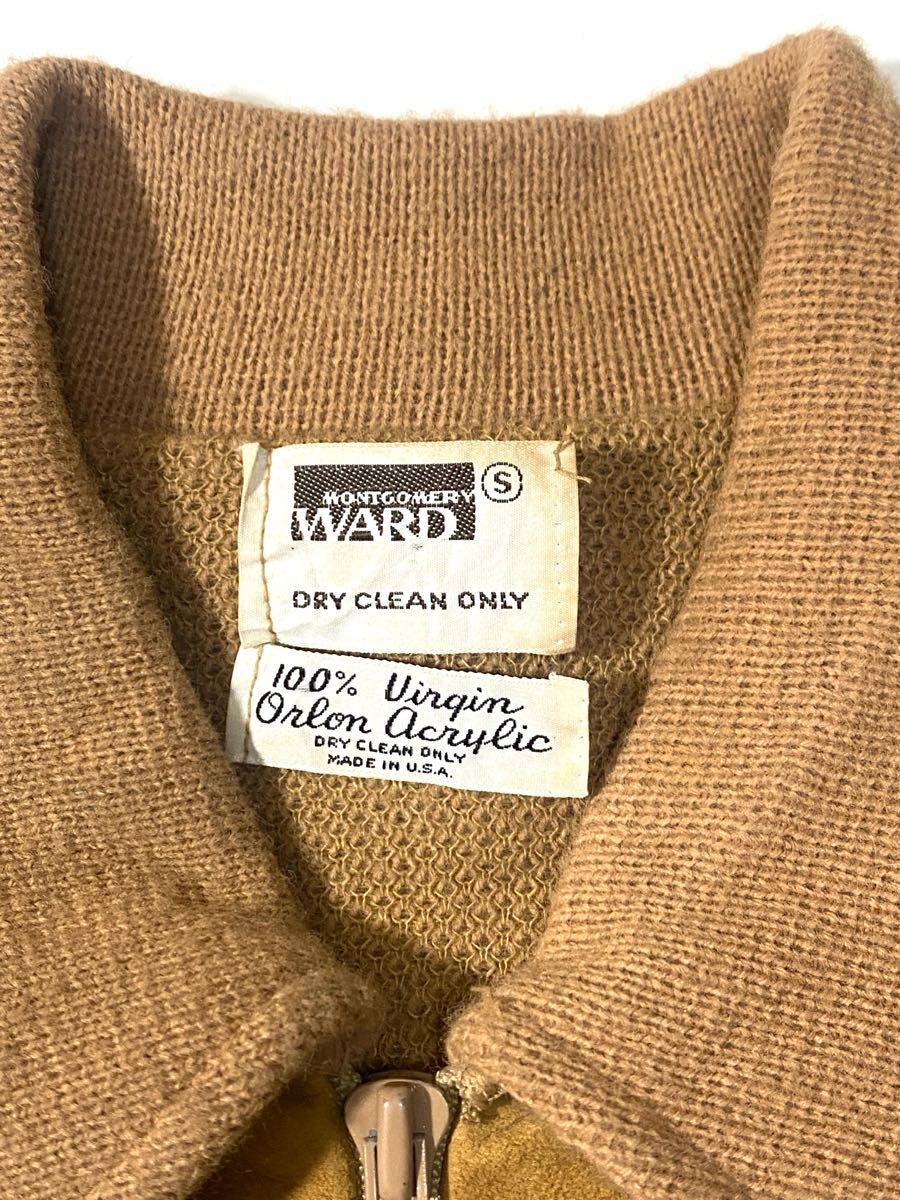 MONTGOMERY
WARD
S
DRY CLEAN ONLY
100% Virgin
Orlon Acrylic
DRY CLEAN ONLY
MADE IN U.S.A.